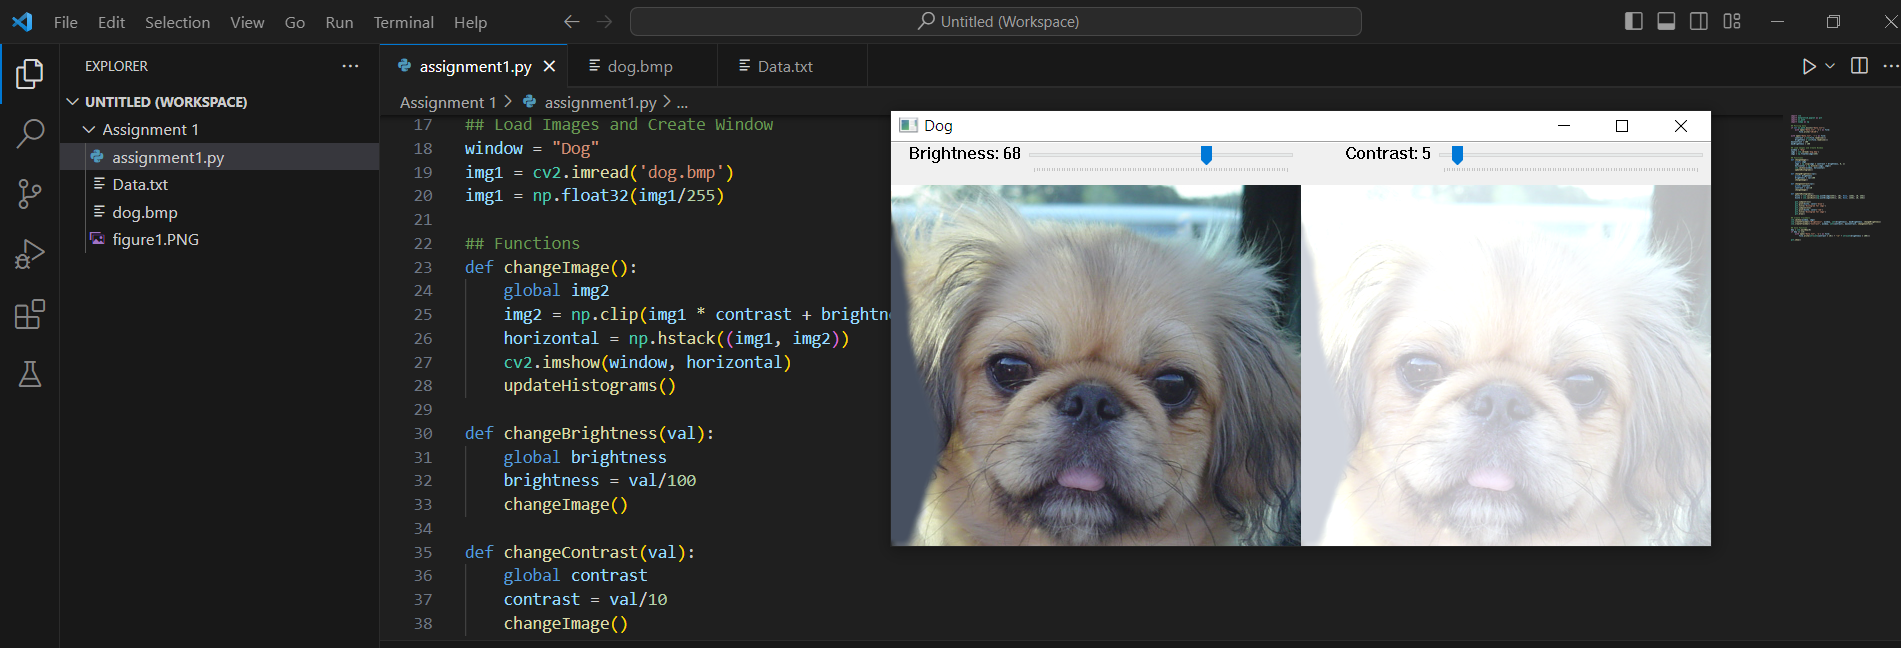 File Edit Selection View Go Run Terminal Help
Untitled (Workspace)
EXPLORER
UNTITLED (WORKSPACE)
Assignment 1
assignment1.py
Data.txt
dog.bmp
figure1.PNG
assignment1.py dog.bmp Data.txt
Assignment 1 > assignment1.py > ...
17 ## Load Images and Create Window
18 window = "Dog"
19 img1 = cv2.imread('dog.bmp')
20 img1 = np.float32(img1/255)
21
22 ## Functions
23 def changeImage():
24 global img2
25 img2 = np.clip(img1 * contrast + brightn
26 horizontal = np.hstack((img1, img2))
27 cv2.imshow(window, horizontal)
28 updateHistograms()
29
30 def changeBrightness(val):
31 global brightness
32 brightness = val/100
33 changeImage()
34
35 def changeContrast(val):
36 global contrast
37 contrast = val/10
38 changeImage()
Dog
Brightness: 68 Contrast: 5